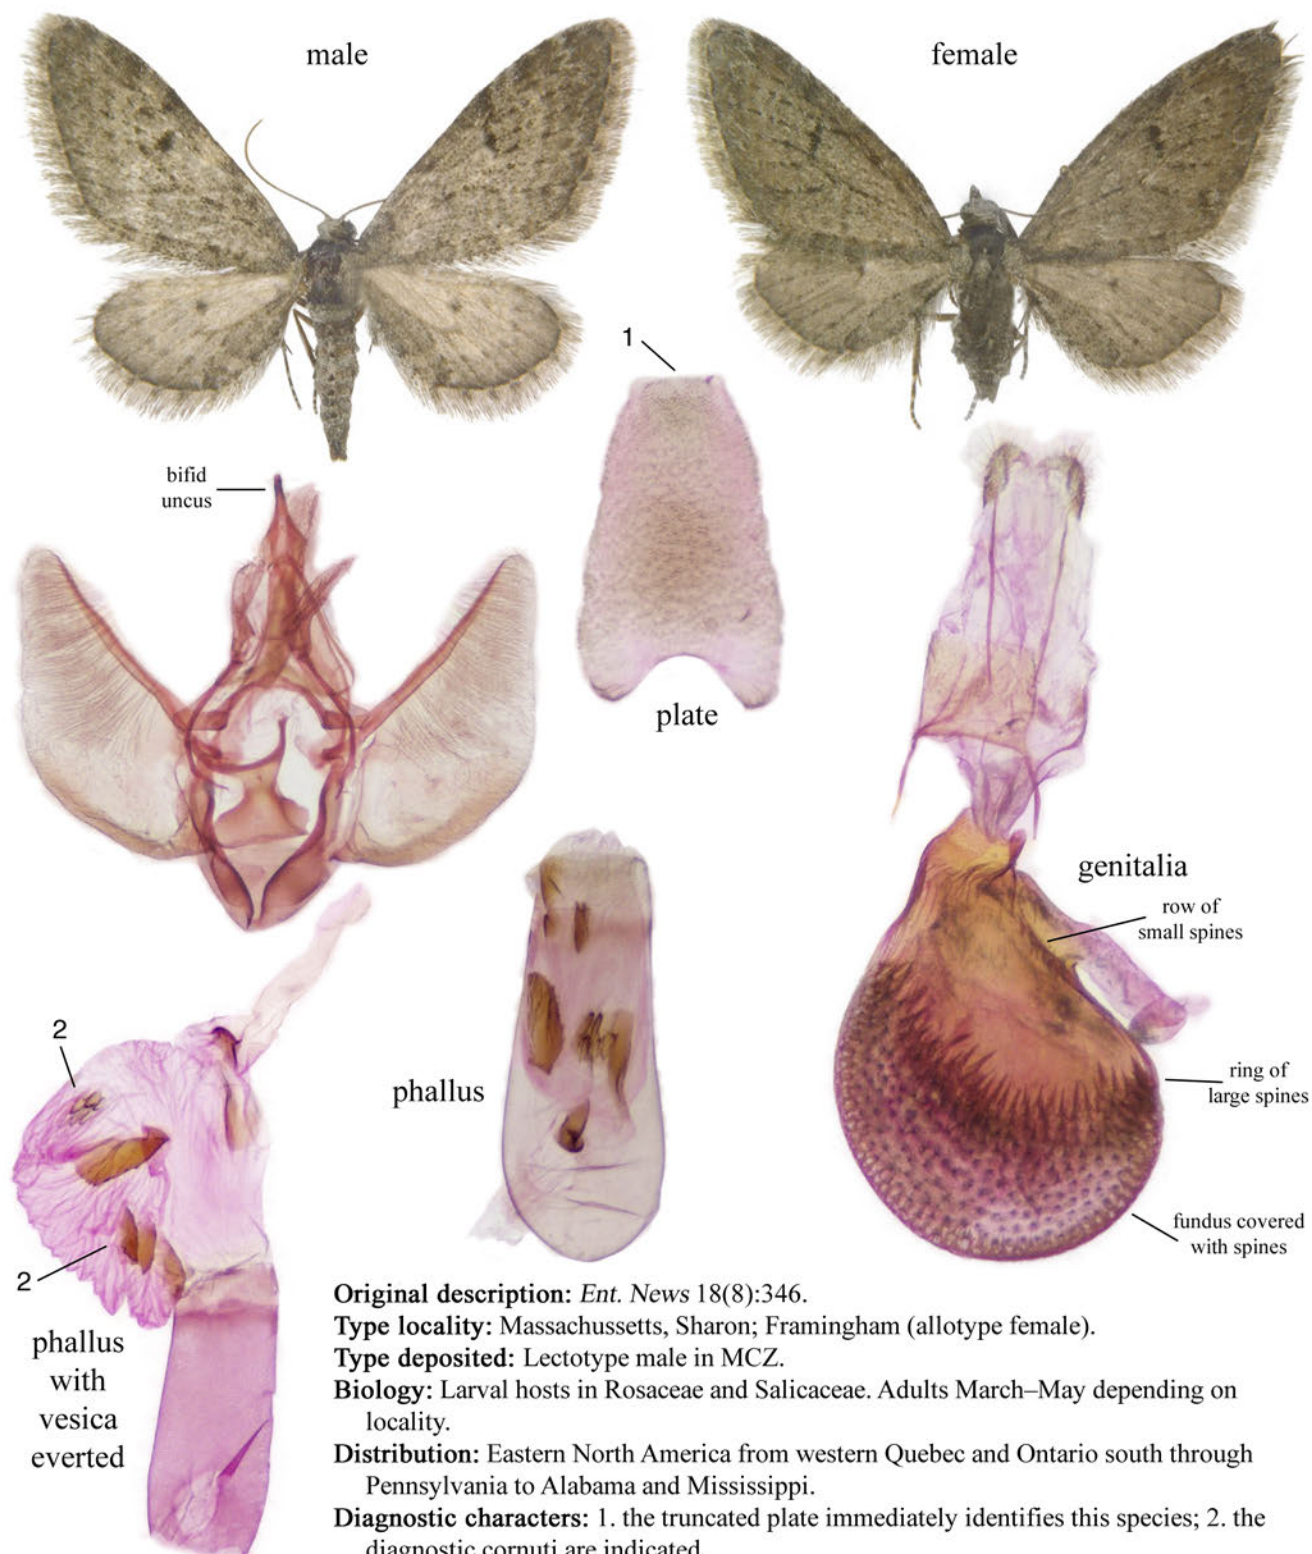 male
female
1
bifid
uncus
plate
genitalia
row of
small spines
2
phallus
ring of
large spines
fundus covered
with spines
2
phallus
with
vesica
everted
Original description: Ent. News 18(8):346.
Type locality: Massachussetts, Sharon; Framingham (allotype female).
Type deposited: Lectotype male in MCZ.
Biology: Larval hosts in Rosaceae and Salicaceae. Adults March–May depending on
locality.
Distribution: Eastern North America from western Quebec and Ontario south through
Pennsylvania to Alabama and Mississippi.
Diagnostic characters: 1. the truncated plate immediately identifies this species; 2. the
diagnostic cornuti are indicated.